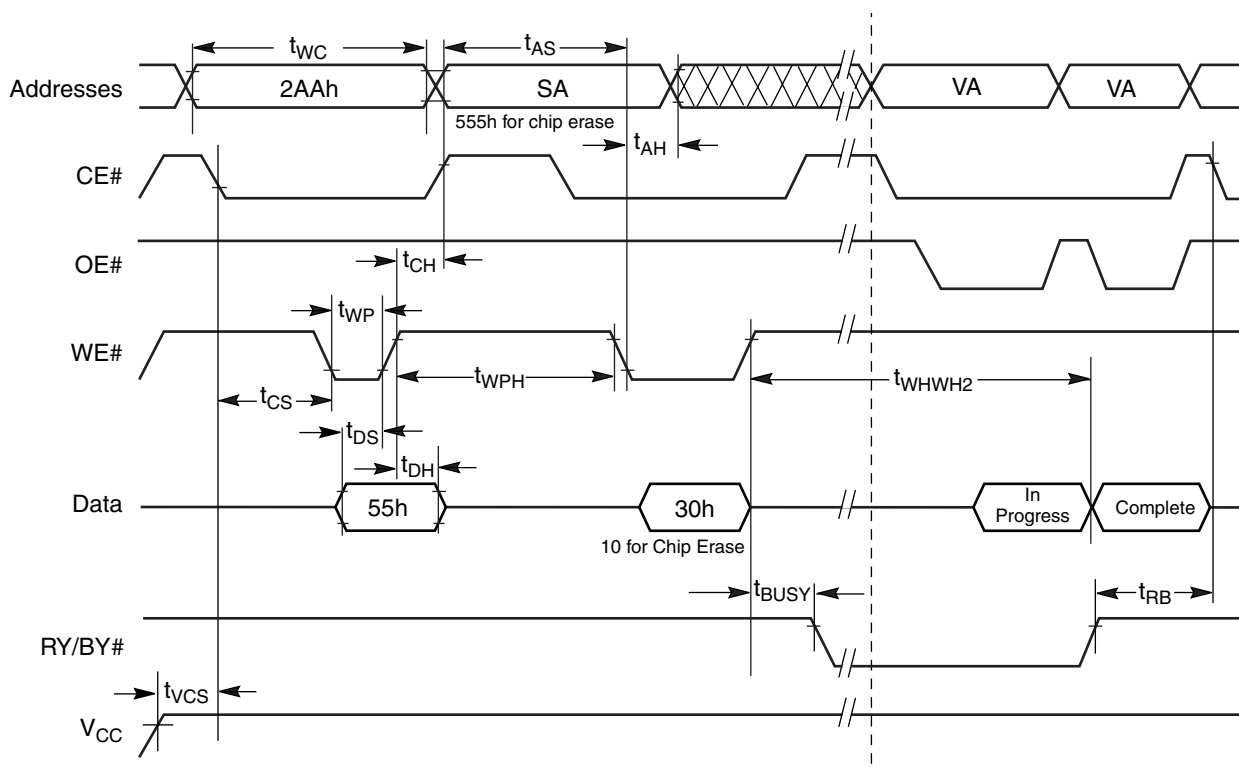 tWC
tAS
Addresses
2AAh
SA
VA
VA
555h for chip erase
tAH
CE#
OE#
tCH
tWP
WE#
tWPH
tWHWH2
tCS
tDS
tDH
Data
55h
30h
In
Progress
Complete
10 for Chip Erase
tBUSY
tRB
RY/BY#
tVCS
VCC